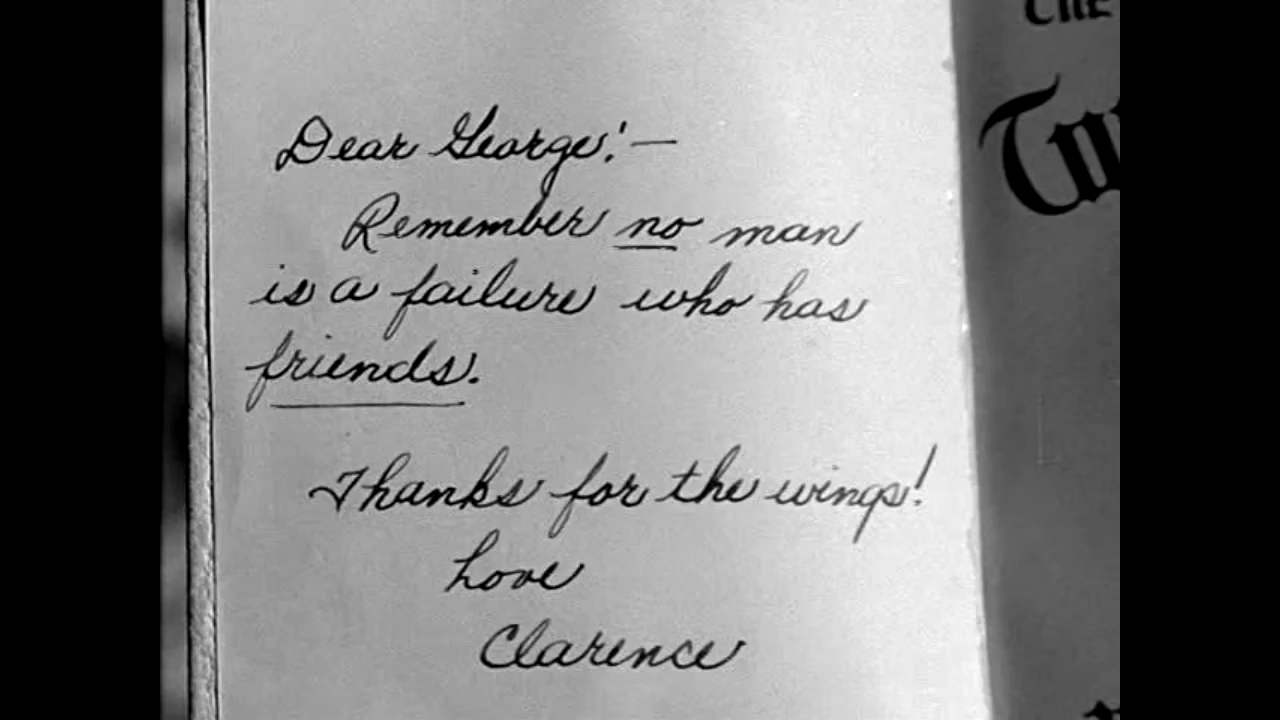 Dear George:—
Remember no man
is a failure who has
friends.
Thanks for the wings!
Love
Clarence